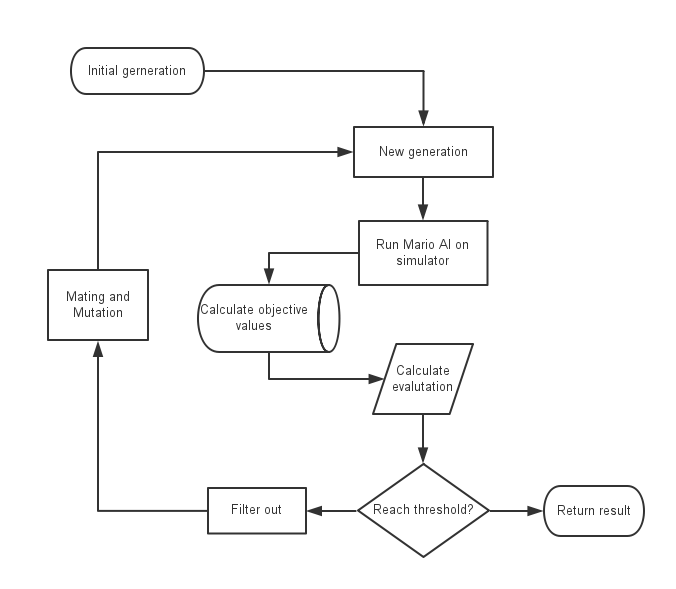 Initial gerneration
New generation
Run Mario AI on
simulator
Mating and
Mutation
Calculate objective
values
Calculate
evalutation
Filter out
Reach threshold?
Return result